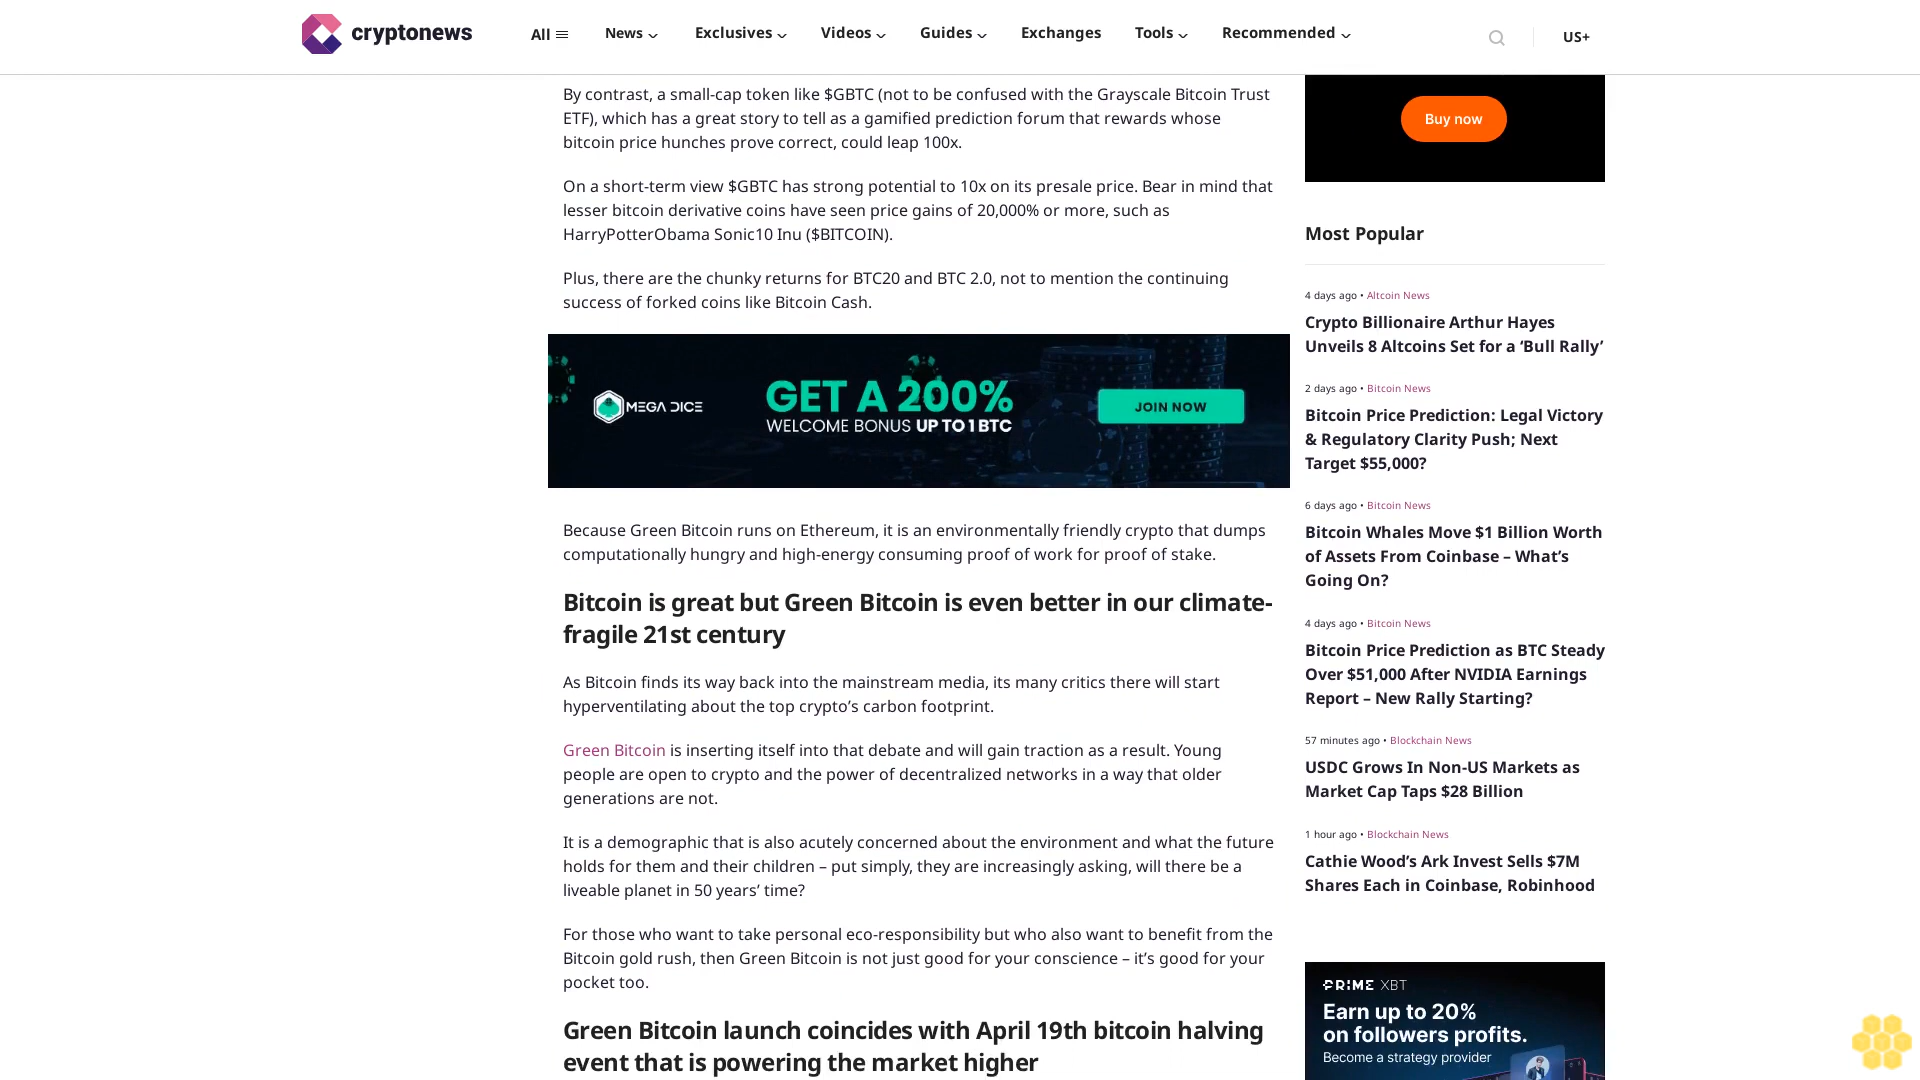 cryptonews
All
News
Exclusives
Videos
Guides
Exchanges
Tools
Recommended
US+
By contrast, a small-cap token like $GBTC (not to be confused with the Grayscale Bitcoin Trust
ETF), which has a great story to tell as a gamified prediction forum that rewards whose
bitcoin price hunches prove correct, could leap 100x.
On a short-term view $GBTC has strong potential to 10x on its presale price. Bear in mind that
lesser bitcoin derivative coins have seen price gains of 20,000% or more, such as
HarryPotterObama Sonic10 Inu ($BITCOIN).
Plus, there are the chunky returns for BTC20 and BTC 2.0, not to mention the continuing
success of forked coins like Bitcoin Cash.
MEGA DICE
GET A 200%
WELCOME BONUS UP TO 1 BTC
JOIN NOW
Because Green Bitcoin runs on Ethereum, it is an environmentally friendly crypto that dumps
computationally hungry and high-energy consuming proof of work for proof of stake.
Bitcoin is great but Green Bitcoin is even better in our climate-
fragile 21st century
As Bitcoin finds its way back into the mainstream media, its many critics there will start
hyperventilating about the top crypto’s carbon footprint.
Green Bitcoin is inserting itself into that debate and will gain traction as a result. Young
people are open to crypto and the power of decentralized networks in a way that older
generations are not.
It is a demographic that is also acutely concerned about the environment and what the future
holds for them and their children – put simply, they are increasingly asking, will there be a
liveable planet in 50 years’ time?
For those who want to take personal eco-responsibility but who also want to benefit from the
Bitcoin gold rush, then Green Bitcoin is not just good for your conscience – it’s good for your
pocket too.
Green Bitcoin launch coincides with April 19th bitcoin halving
event that is powering the market higher
Buy now
Most Popular
4 days ago • Altcoin News
Crypto Billionaire Arthur Hayes
Unveils 8 Altcoins Set for a ‘Bull Rally’
2 days ago • Bitcoin News
Bitcoin Price Prediction: Legal Victory
& Regulatory Clarity Push; Next
Target $55,000?
6 days ago • Bitcoin News
Bitcoin Whales Move $1 Billion Worth
of Assets From Coinbase – What’s
Going On?
4 days ago • Bitcoin News
Bitcoin Price Prediction as BTC Steady
Over $51,000 After NVIDIA Earnings
Report – New Rally Starting?
57 minutes ago • Blockchain News
USDC Grows In Non-US Markets as
Market Cap Taps $28 Billion
1 hour ago • Blockchain News
Cathie Wood’s Ark Invest Sells $7M
Shares Each in Coinbase, Robinhood
PRIME XBT
Earn up to 20%
on followers profits.
Become a strategy provider